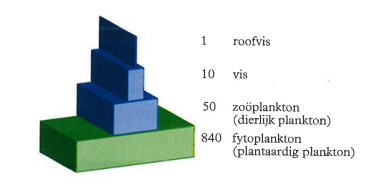 1 roofvis
10 vis
50 zoöplankton
(dierlijk plankton)
840 fytoplankton
(plantaardig plankton)